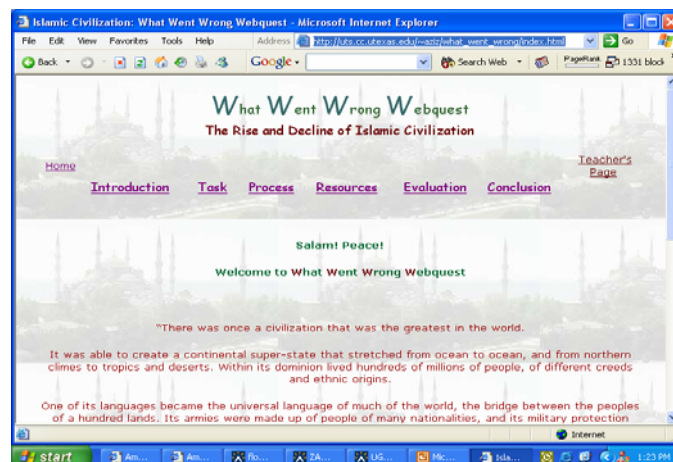 Islamic Civilization: What Went Wrong Webquest - Microsoft Internet Explorer
File Edit View Favorites Tools Help Address http://uts.cc.utexas.edu/~aziz/what_went_wrong/index.html Go
Back Google Search Web PageRank 1331 block
What Went Wrong Webquest
The Rise and Decline of Islamic Civilization
Home
Teacher's
Page
Introduction Task Process Resources Evaluation Conclusion
Salam! Peace!
Welcome to What Went Wrong Webquest
"There was once a civilization that was the greatest in the world.
It was able to create a continental super-state that stretched from ocean to ocean, and from northern
climes to tropics and deserts. Within its dominion lived hundreds of millions of people, of different creeds
and ethnic origins.
One of its languages became the universal language of much of the world, the bridge between the peoples
of a hundred lands. Its armies were made up of people of many nationalities, and its military protection
Internet
start Am... Am... flo... ZA... UG... Mic... Isla... 1:23 PM